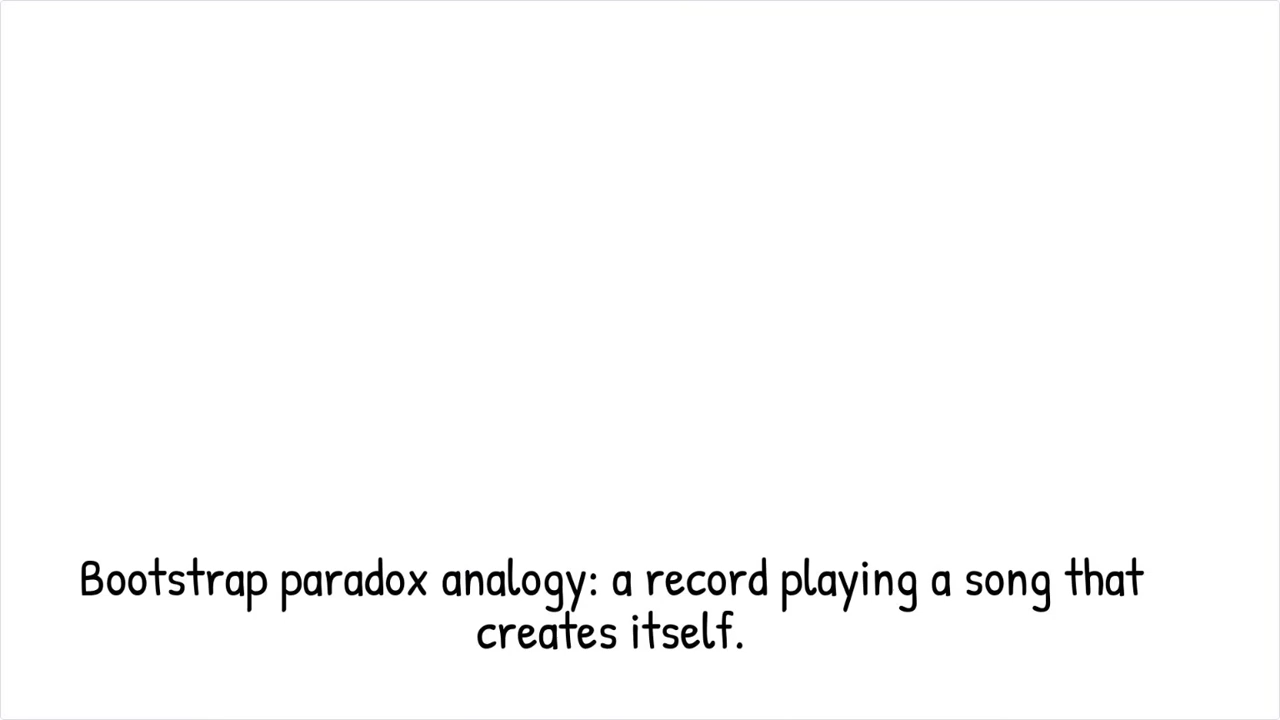 Bootstrap paradox analogy: a record playing a song that
creates itself.